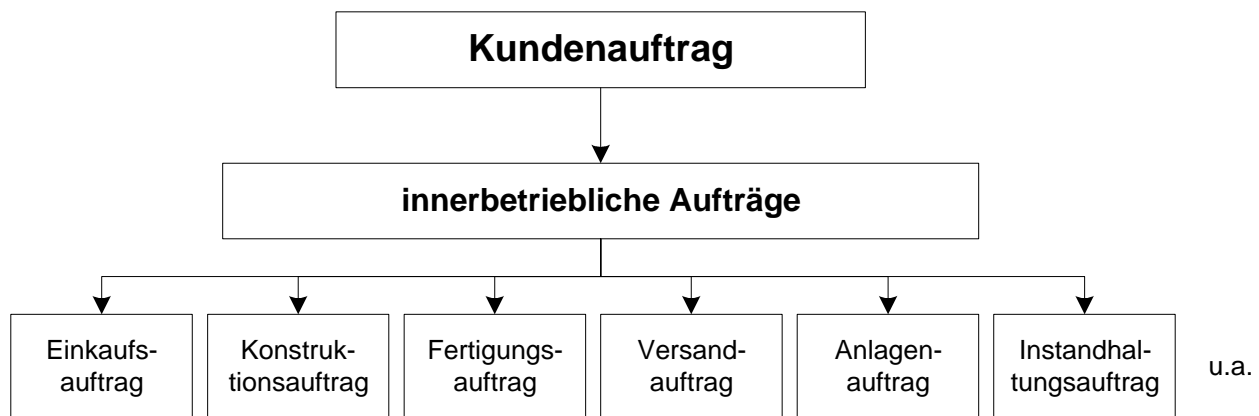 Kundenauftrag
innerbetriebliche Aufträge
Einkaufs-
auftrag
Konstruk-
tionsauftrag
Fertigungs-
auftrag
Versand-
auftrag
Anlagen-
auftrag
Instandhal-
tungsauftrag
u.a.